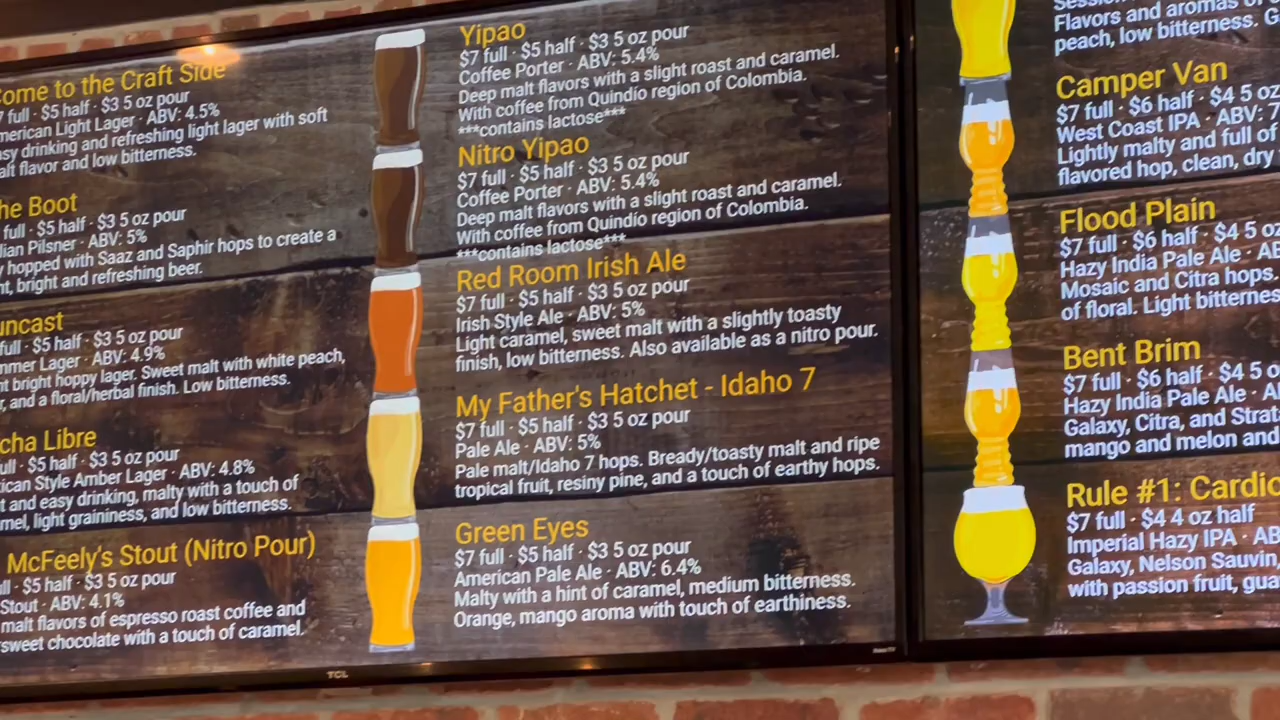 ome to the Craft Side
full · $5 half · $3 5 oz pour
merican Light Lager · ABV: 4.5%
asy drinking and refreshing light lager with soft
alt flavor and low bitterness.
he Boot
full · $5 half · $3 5 oz pour
lian Pilsner · ABV: 5%
y hopped with Saaz and Saphir hops to create a
nt, bright and refreshing beer.
uncast
full · $5 half · $3 5 oz pour
mmer Lager · ABV: 4.9%
nt bright hoppy lager. Sweet malt with white peach,
r, and a floral/herbal finish. Low bitterness.
cha Libre
ull · $5 half · $3 5 oz pour
ican Style Amber Lager · ABV: 4.8%
t and easy drinking, malty with a touch of
mel, light graininess, and low bitterness.
McFeely's Stout (Nitro Pour)
ll · $5 half · $3 5 oz pour
Stout · ABV: 4.1%
malt flavors of espresso roast coffee and
sweet chocolate with a touch of caramel.
Yipao
$7 full · $5 half · $3 5 oz pour
Coffee Porter · ABV: 5.4%
Deep malt flavors with a slight roast and caramel.
With coffee from Quindío region of Colombia.
***contains lactose***
Nitro Yipao
$7 full · $5 half · $3 5 oz pour
Coffee Porter · ABV: 5.4%
Deep malt flavors with a slight roast and caramel.
With coffee from Quindío region of Colombia.
***contains lactose***
Red Room Irish Ale
$7 full · $5 half · $3 5 oz pour
Irish Style Ale · ABV: 5%
Light caramel, sweet malt with a slightly toasty
finish, low bitterness. Also available as a nitro pour.
My Father's Hatchet - Idaho 7
$7 full · $5 half · $3 5 oz pour
Pale Ale · ABV: 5%
Pale malt/Idaho 7 hops. Bready/toasty malt and ripe
tropical fruit, resiny pine, and a touch of earthy hops.
Green Eyes
$7 full · $5 half · $3 5 oz pour
American Pale Ale · ABV: 6.4%
Malty with a hint of caramel, medium bitterness.
Orange, mango aroma with touch of earthiness.
Flavors and aromas of
peach, low bitterness. G
Camper Van
$7 full · $6 half · $4 5 oz
West Coast IPA · ABV: 7
Lightly malty and full of
flavored hop, clean, dry
Flood Plain
$7 full · $6 half · $4 5 oz
Hazy India Pale Ale · AB
Mosaic and Citra hops.
of floral. Light bitternes
Bent Brim
$7 full · $6 half · $4 5 o
Hazy India Pale Ale · A
Galaxy, Citra, and Strat
mango and melon and
Rule #1: Cardio
$7 full · $4 4 oz half
Imperial Hazy IPA · AB
Galaxy, Nelson Sauvin,
with passion fruit, gua
TCL